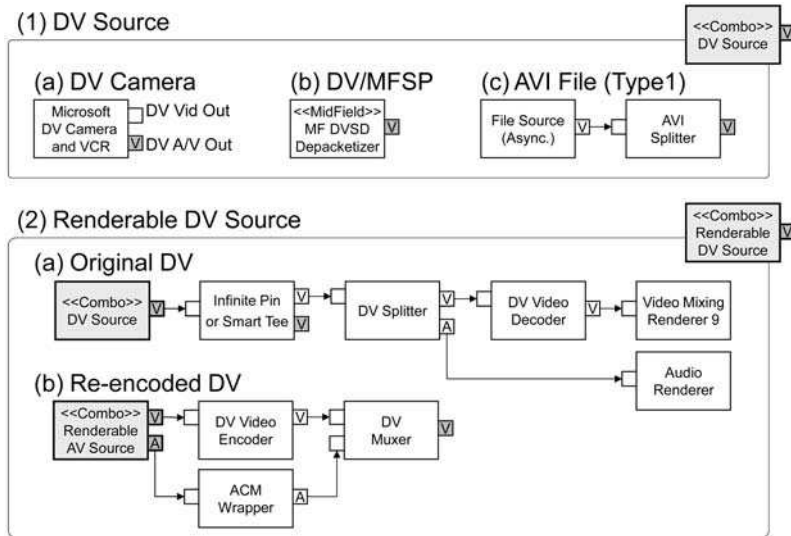 (1) DV Source
<<Combo>>
DV Source
V
(a) DV Camera
Microsoft
DV Camera
and VCR
DV Vid Out
V
DV A/V Out
(b) DV/MFSP
<<MidField>>
MF DVSD
Depacketizer
V
(c) AVI File (Type1)
File Source
(Async.)
V
AVI
Splitter
V
(2) Renderable DV Source
<<Combo>>
Renderable
DV Source
V
(a) Original DV
<<Combo>>
DV Source
V
Infinite Pin
or Smart Tee
V
V
DV Splitter
V
A
DV Video
Decoder
V
Video Mixing
Renderer 9
Audio
Renderer
(b) Re-encoded DV
<<Combo>>
Renderable
AV Source
V
A
DV Video
Encoder
V
DV
Muxer
V
ACM
Wrapper
A